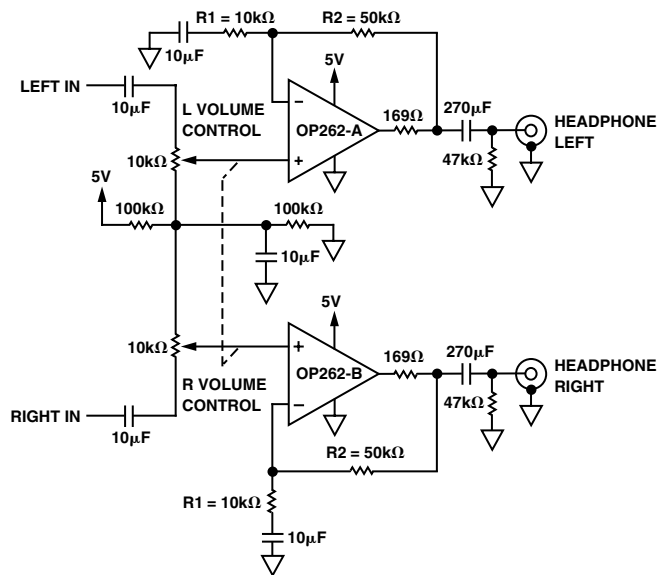 R1 = 10kΩ
R2 = 50kΩ
10µF
5V
LEFT IN
10µF
L VOLUME
CONTROL
OP262-A
169Ω
270µF
HEADPHONE
LEFT
47kΩ
10kΩ
5V
100kΩ
100kΩ
10µF
5V
10kΩ
OP262-B
169Ω
270µF
HEADPHONE
RIGHT
R VOLUME
CONTROL
47kΩ
RIGHT IN
10µF
R2 = 50kΩ
R1 = 10kΩ
10µF